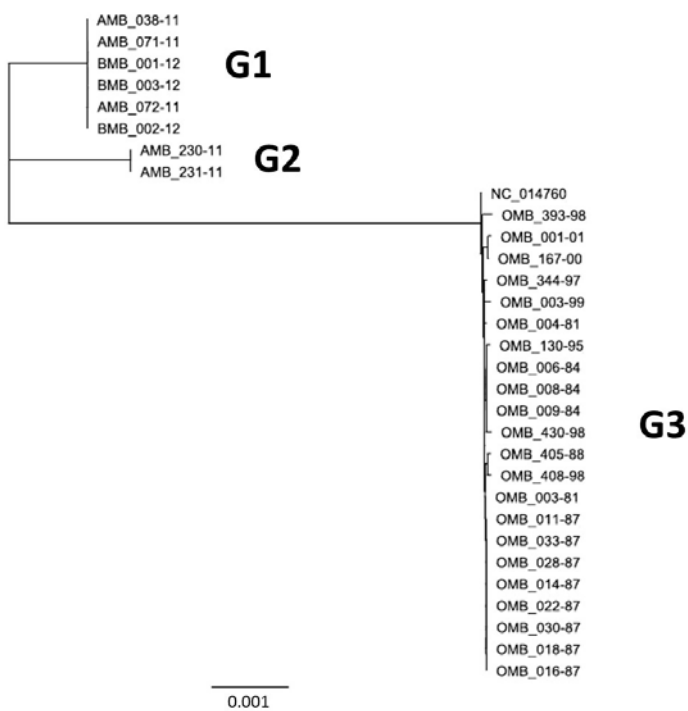 AMB_038-11
AMB_071-11
BMB_001-12
BMB_003-12
AMB_072-11
BMB_002-12
G1
AMB_230-11
AMB_231-11
G2
NC_014760
OMB_393-98
OMB_001-01
OMB_167-00
OMB_344-97
OMB_003-99
OMB_004-81
OMB_130-95
OMB_006-84
OMB_008-84
OMB_009-84
OMB_430-98
OMB_405-88
OMB_408-98
OMB_003-81
OMB_011-87
OMB_033-87
OMB_028-87
OMB_014-87
OMB_022-87
OMB_030-87
OMB_018-87
OMB_016-87
G3
0.001